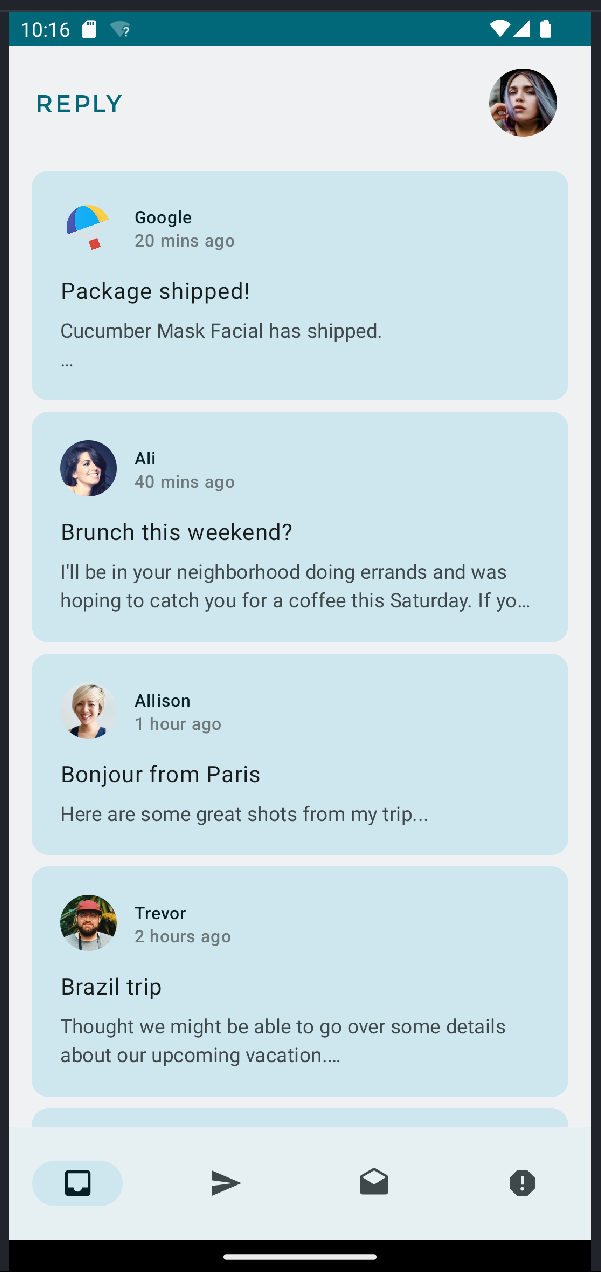 10:16
REPLY
Google
20 mins ago
Package shipped!
Cucumber Mask Facial has shipped.
...
Ali
40 mins ago
Brunch this weekend?
I'll be in your neighborhood doing errands and was
hoping to catch you for a coffee this Saturday. If yo...
Allison
1 hour ago
Bonjour from Paris
Here are some great shots from my trip...
Trevor
2 hours ago
Brazil trip
Thought we might be able to go over some details
about our upcoming vacation....